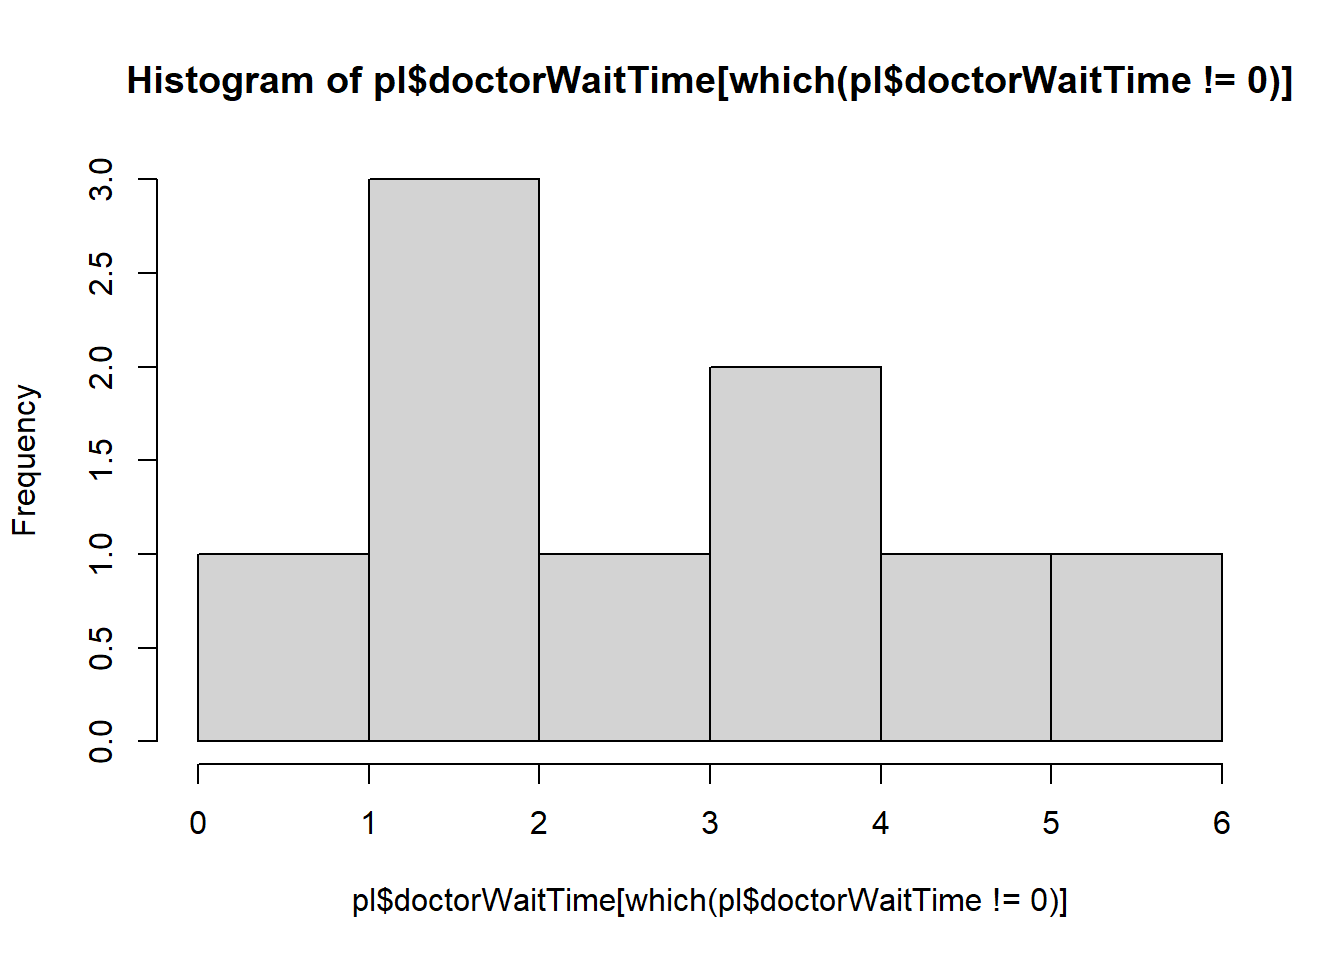 Histogram of pl$doctorWaitTime[which(pl$doctorWaitTime != 0)]
Frequency
3.0
2.5
2.0
1.5
1.0
0.5
0.0
0 1 2 3 4 5 6
pl$doctorWaitTime[which(pl$doctorWaitTime != 0)]